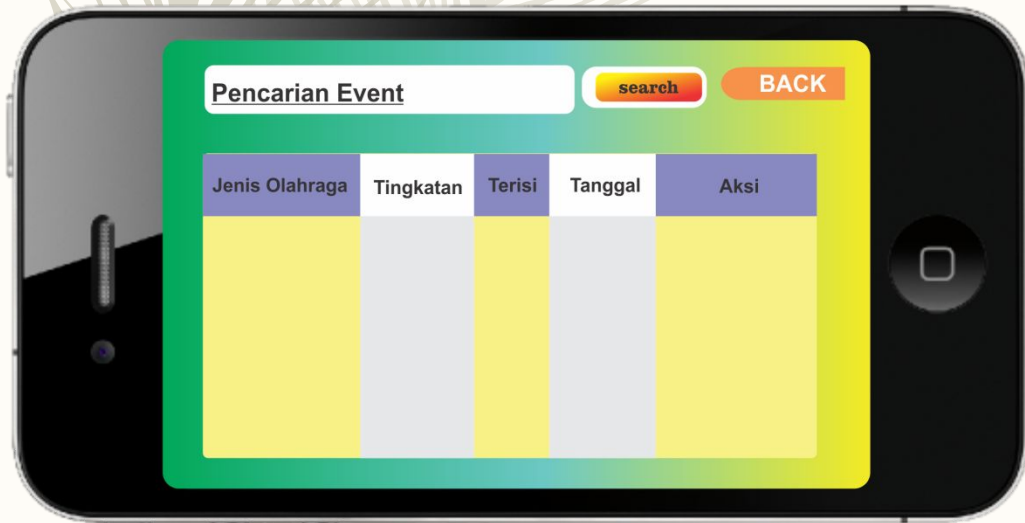 Pencarian Event
search
BACK
Jenis Olahraga
Tingkatan
Terisi
Tanggal
Aksi